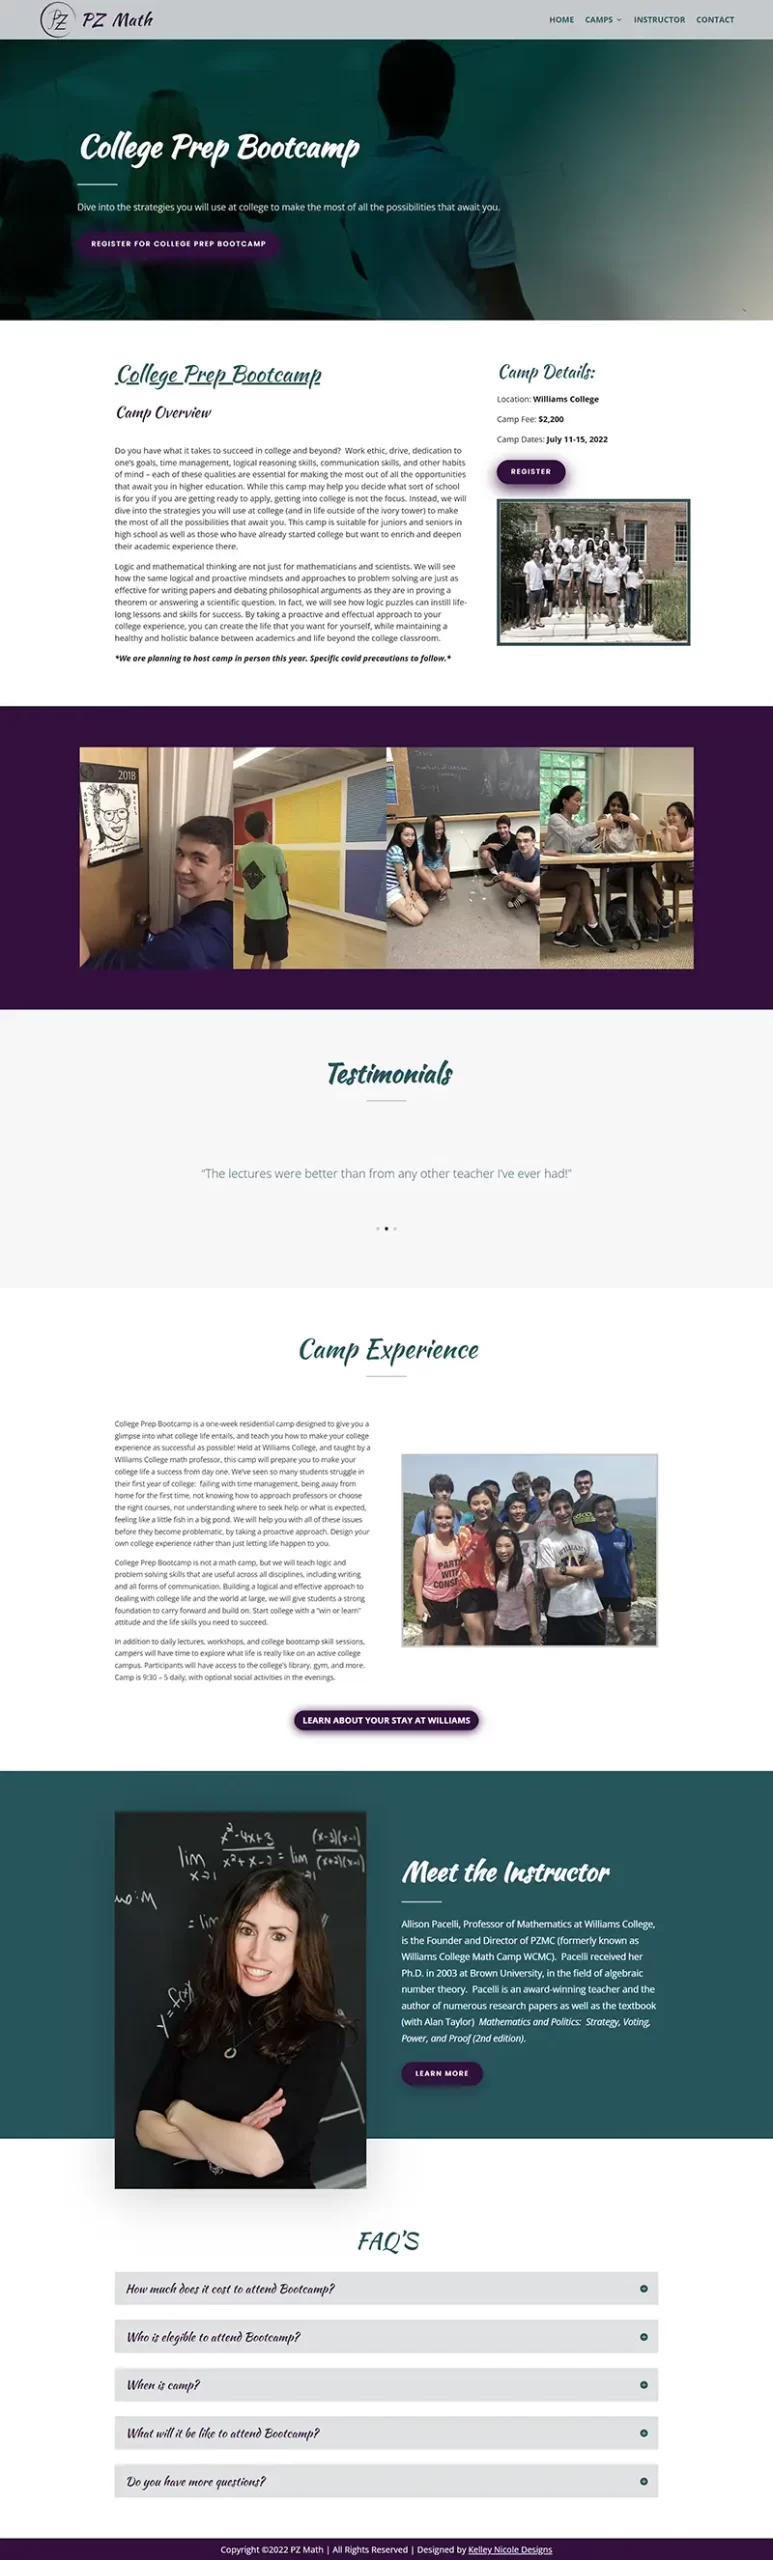 PZ PZ Math
HOME CAMPS INSTRUCTOR CONTACT
College Prep Bootcamp
Dive into the strategies you will use at college to make the most of all the possibilities that await you.
REGISTER FOR COLLEGE PREP BOOTCAMP
College Prep Bootcamp
Camp Overview
Do you have what it takes to succeed in college and beyond? Work ethic, drive, dedication to
one's goals, time management, logical reasoning skills, communication skills, and other habits
of mind – each of these qualities are essential for making the most out of all the opportunities
that await you in higher education. While this camp may help you decide what sort of school
is for you if you are getting ready to apply, getting into college is not the focus. Instead, we will
dive into the strategies you will use at college (and in life outside of the ivory tower) to make
the most of all the possibilities that await you. This camp is suitable for juniors and seniors in
high school as well as those who have already started college but want to enrich and deepen
their academic experience there.
Logic and mathematical thinking are not just for mathematicians and scientists. We will see
how the same logical and proactive mindsets and approaches to problem solving are just as
effective for writing papers and debating philosophical arguments as they are in proving a
theorem or answering a scientific question. In fact, we will see how logic puzzles can instill life-
long lessons and skills for success. By taking a proactive and effectual approach to your
college experience, you can create the life that you want for yourself, while maintaining a
healthy and holistic balance between academics and life beyond the college classroom.
*We are planning to host camp in person this year. Specific covid precautions to follow.*
Camp Details:
Location: Williams College
Camp Fee: $2,200
Camp Dates: July 11-15, 2022
REGISTER
2018
Testimonials
“The lectures were better than from any other teacher I’ve ever had!”
Camp Experience
College Prep Bootcamp is a one-week residential camp designed to give you a
glimpse into what college life entails, and teach you how to make your college
experience as successful as possible! Held at Williams College, and taught by a
Williams College math professor, this camp will prepare you to make your
college life a success from day one. We've seen so many students struggle in
their first year of college: failing with time management, being away from
home for the first time, not knowing how to approach professors or choose
the right courses, not understanding where to seek help or what is expected,
feeling like a little fish in a big pond. We will help you with all of these issues
before they become problematic, by taking a proactive approach. Design your
own college experience rather than just letting life happen to you.
College Prep Bootcamp is not a math camp, but we will teach logic and
problem solving skills that are useful across all disciplines, including writing
and all forms of communication. Building a logical and effective approach to
dealing with college life and the world at large, we will give students a strong
foundation to carry forward and build on. Start college with a “win or learn”
attitude and the life skills you need to succeed.
In addition to daily lectures, workshops, and college bootcamp skill sessions,
campers will have time to explore what life is really like on an active college
campus. Participants will have access to the college's library, gym, and more.
Camp is 9:30 – 5 daily, with optional social activities in the evenings.
LEARN ABOUT YOUR STAY AT WILLIAMS
Meet the Instructor
Allison Pacelli, Professor of Mathematics at Williams College,
is the Founder and Director of PZMC (formerly known as
Williams College Math Camp WCMC). Pacelli received her
Ph.D. in 2003 at Brown University, in the field of algebraic
number theory. Pacelli is an award-winning teacher and the
author of numerous research papers as well as the textbook
(with Alan Taylor) Mathematics and Politics: Strategy, Voting,
Power, and Proof (2nd edition).
LEARN MORE
FAQ'S
How much does it cost to attend Bootcamp?
Who is elegible to attend Bootcamp?
When is camp?
What will it be like to attend Bootcamp?
Do you have more questions?
Copyright ©2022 PZ Math | All Rights Reserved | Designed by Kelley Nicole Designs